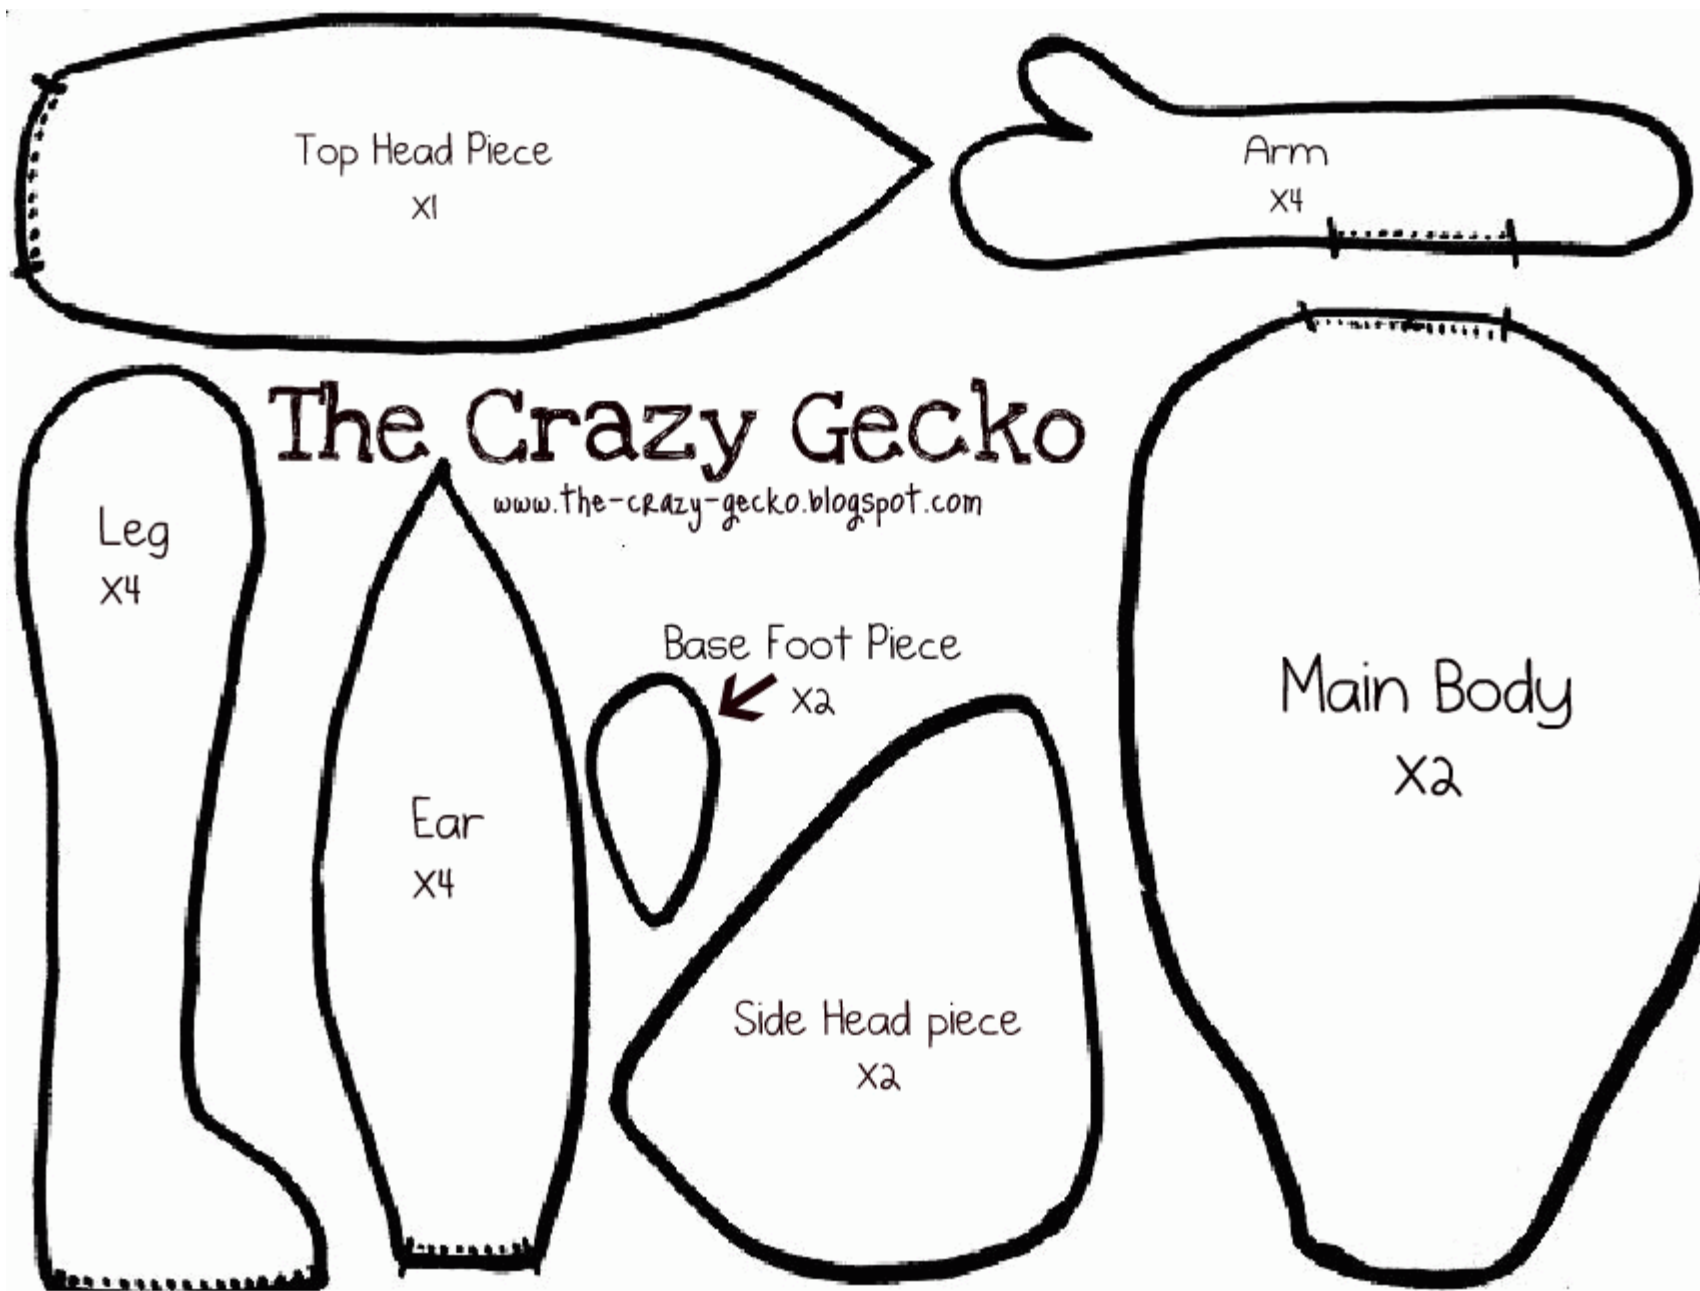 Top Head Piece
X1
Arm
X4
The Crazy Gecko
www.the-crazy-gecko.blogspot.com
Leg
X4
Base Foot Piece
X2
Main Body
X2
Ear
X4
Side Head piece
X2